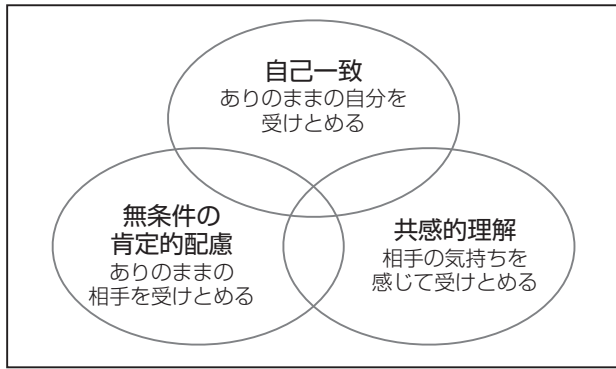 自己一致
ありのままの自分を
受けとめる
無条件の
肯定的配慮
ありのままの
相手を受けとめる
共感的理解
相手の気持ちを
感じて受けとめる